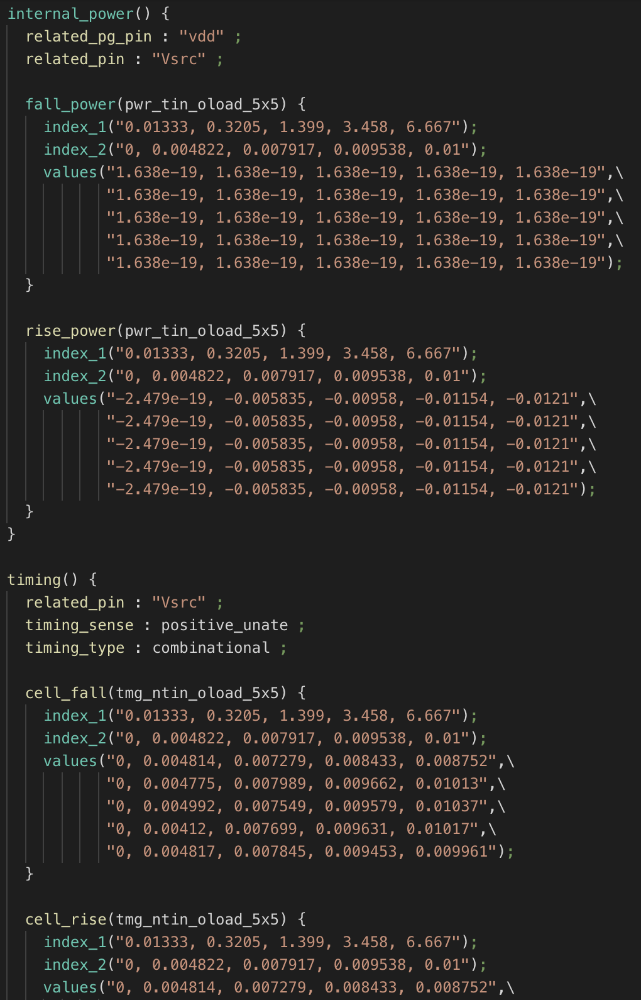 internal_power() {
  related_pg_pin : "vdd" ;
  related_pin : "Vsrc" ;

  fall_power(pwr_tin_oload_5x5) {
    index_1("0.01333, 0.3205, 1.399, 3.458, 6.667");
    index_2("0, 0.004822, 0.007917, 0.009538, 0.01");
    values("1.638e-19, 1.638e-19, 1.638e-19, 1.638e-19, 1.638e-19",\
           "1.638e-19, 1.638e-19, 1.638e-19, 1.638e-19, 1.638e-19",\
           "1.638e-19, 1.638e-19, 1.638e-19, 1.638e-19, 1.638e-19",\
           "1.638e-19, 1.638e-19, 1.638e-19, 1.638e-19, 1.638e-19",\
           "1.638e-19, 1.638e-19, 1.638e-19, 1.638e-19, 1.638e-19");
  }

  rise_power(pwr_tin_oload_5x5) {
    index_1("0.01333, 0.3205, 1.399, 3.458, 6.667");
    index_2("0, 0.004822, 0.007917, 0.009538, 0.01");
    values("-2.479e-19, -0.005835, -0.00958, -0.01154, -0.0121",\
           "-2.479e-19, -0.005835, -0.00958, -0.01154, -0.0121",\
           "-2.479e-19, -0.005835, -0.00958, -0.01154, -0.0121",\
           "-2.479e-19, -0.005835, -0.00958, -0.01154, -0.0121",\
           "-2.479e-19, -0.005835, -0.00958, -0.01154, -0.0121");
  }
}

timing() {
  related_pin : "Vsrc" ;
  timing_sense : positive_unate ;
  timing_type : combinational ;

  cell_fall(tmg_ntin_oload_5x5) {
    index_1("0.01333, 0.3205, 1.399, 3.458, 6.667");
    index_2("0, 0.004822, 0.007917, 0.009538, 0.01");
    values("0, 0.004814, 0.007279, 0.008433, 0.008752",\
           "0, 0.004775, 0.007989, 0.009662, 0.01013",\
           "0, 0.004992, 0.007549, 0.009579, 0.01037",\
           "0, 0.00412, 0.007699, 0.009631, 0.01017",\
           "0, 0.004817, 0.007845, 0.009453, 0.009961");
  }

  cell_rise(tmg_ntin_oload_5x5) {
    index_1("0.01333, 0.3205, 1.399, 3.458, 6.667");
    index_2("0, 0.004822, 0.007917, 0.009538, 0.01");
    values("0, 0.004814, 0.007279, 0.008433, 0.008752",\